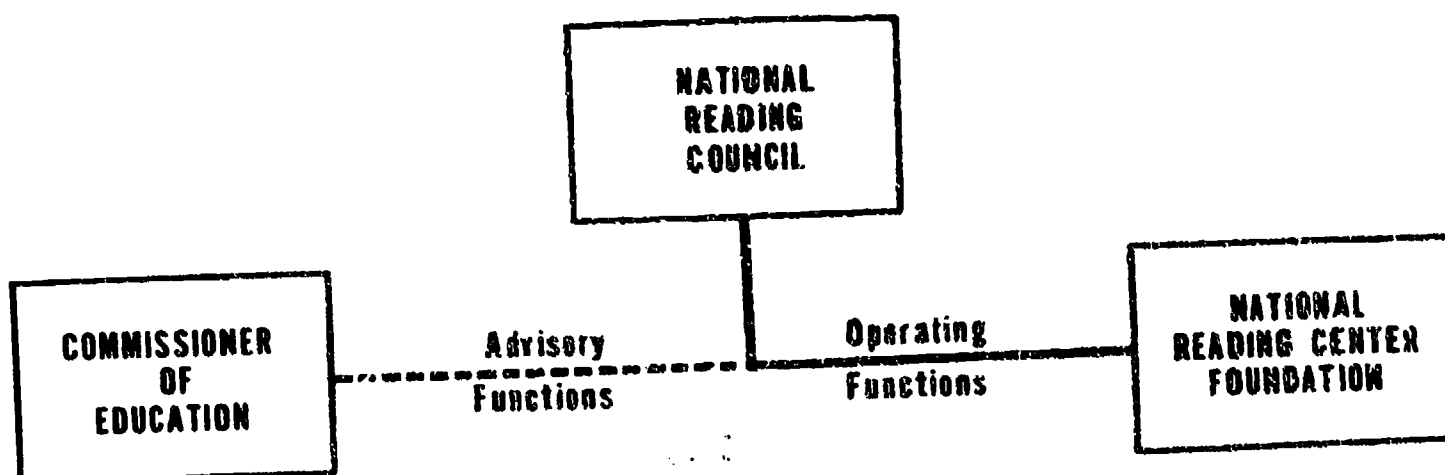 NATIONAL
READING
COUNCIL
COMMISSIONER
OF
EDUCATION
Advisory
Functions
Operating
Functions
NATIONAL
READING CENTER
FOUNDATION